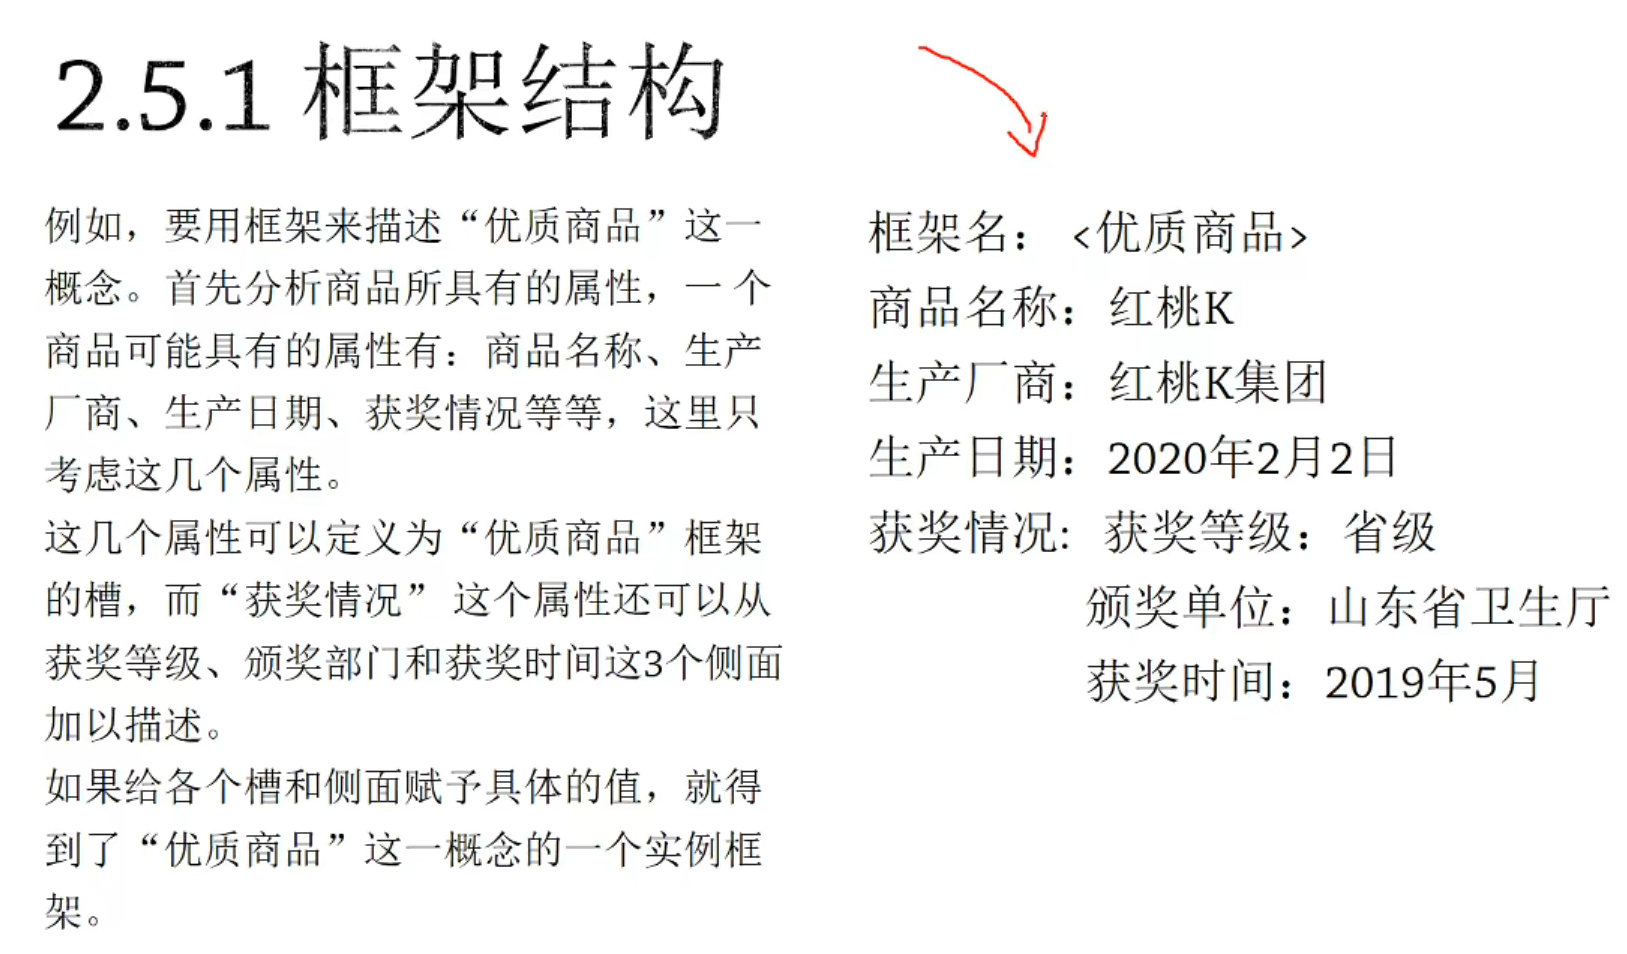 2.5.1 框架结构
例如，要用框架来描述“优质商品”这一
概念。首先分析商品所具有的属性，一 个
商品可能具有的属性有：商品名称、生产
厂商、生产日期、获奖情况等等，这里只
考虑这几个属性。
这几个属性可以定义为“优质商品”框架
的槽，而“获奖情况” 这个属性还可以从
获奖等级、颁奖部门和获奖时间这3个侧面
加以描述。
如果给各个槽和侧面赋予具体的值，就得
到了“优质商品”这一概念的一个实例框
架。
框架名： <优质商品>
商品名称：红桃K
生产厂商：红桃K集团
生产日期：2020年2月2日
获奖情况: 获奖等级：省级
颁奖单位：山东省卫生厅
获奖时间：2019年5月